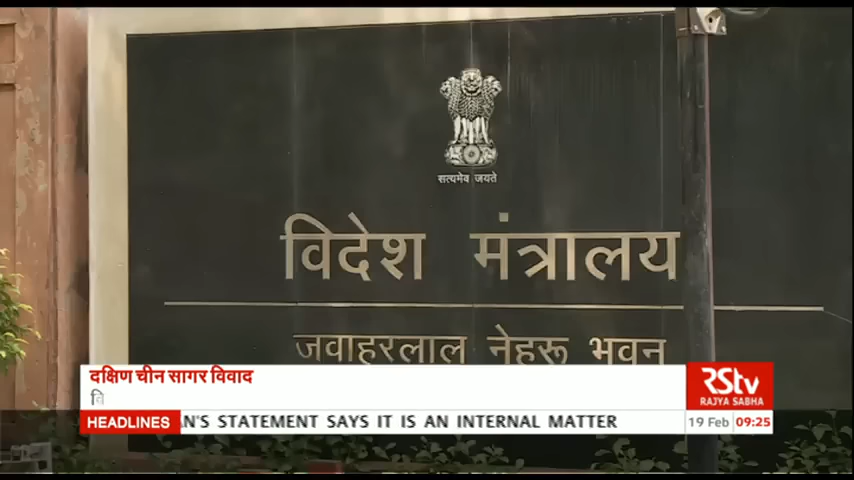 सत्यमेव जयते
विदेश मंत्रालय
जवाहरलाल नेहरू भवन
दक्षिण चीन सागर विवाद
वि
RStv
RAJYA SABHA
HEADLINES
AN'S STATEMENT SAYS IT IS AN INTERNAL MATTER
19 Feb 09:25